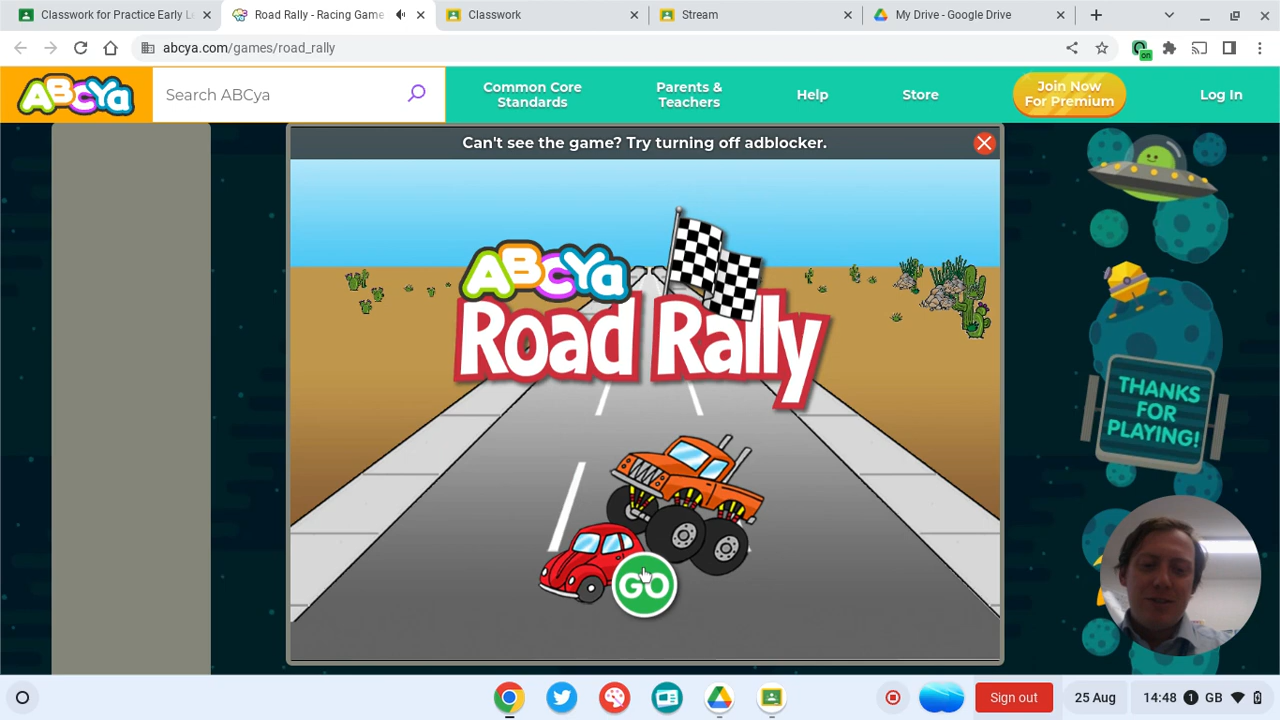 Classwork for Practice Early L
Road Rally - Racing Game
Classwork
Stream
My Drive - Google Drive
abcya.com/games/road_rally
on
ABCYa
Search ABCya
Common Core
Standards
Parents &
Teachers
Help
Store
Join Now
For Premium
Log In
Can't see the game? Try turning off adblocker.
ABCYa
Road Rally
GO
THANKS
FOR
PLAYING!
Sign out
25 Aug
14:48
1
GB